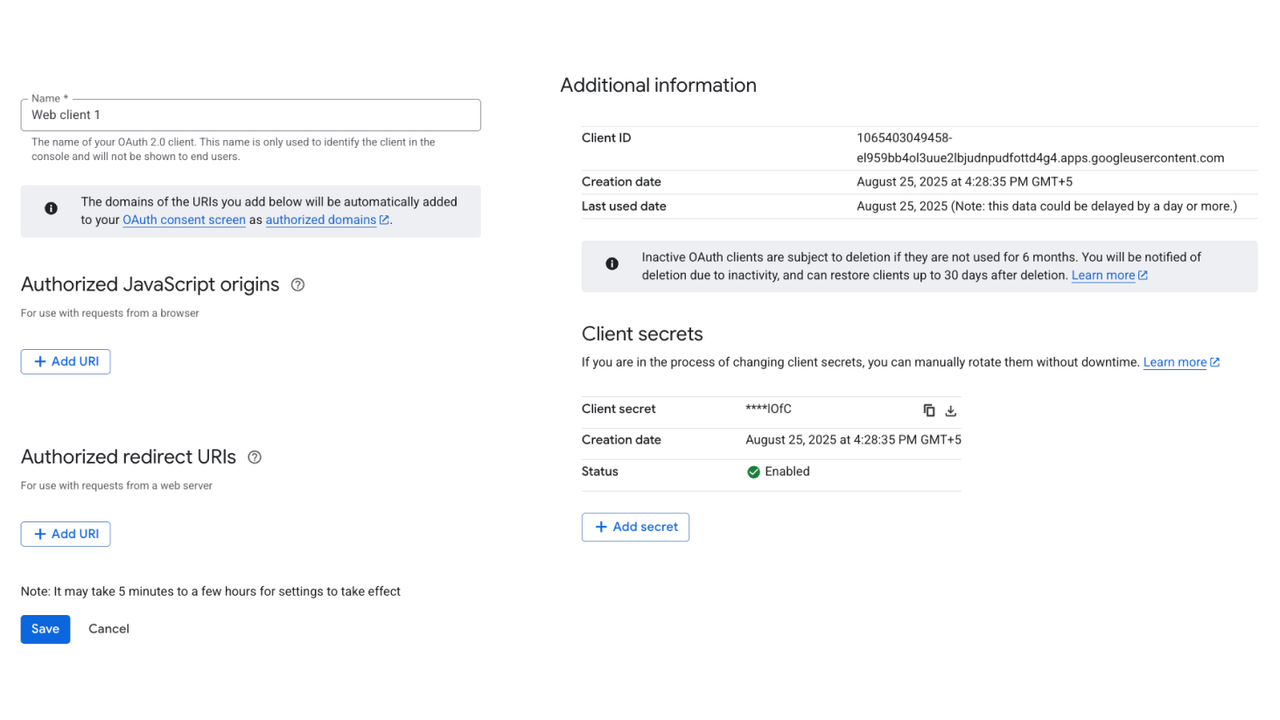 Name *
Web client 1
The name of your OAuth 2.0 client. This name is only used to identify the client in the
console and will not be shown to end users.
The domains of the URIs you add below will be automatically added
to your OAuth consent screen as authorized domains.
Authorized JavaScript origins
For use with requests from a browser
+ Add URI
Authorized redirect URIs
For use with requests from a web server
+ Add URI
Note: It may take 5 minutes to a few hours for settings to take effect
Save
Cancel
Additional information
Client ID
1065403049458-
el959bb4ol3uue2lbjudnpudfottd4g4.apps.googleusercontent.com
Creation date
August 25, 2025 at 4:28:35 PM GMT+5
Last used date
August 25, 2025 (Note: this data could be delayed by a day or more.)
Inactive OAuth clients are subject to deletion if they are not used for 6 months. You will be notified of
deletion due to inactivity, and can restore clients up to 30 days after deletion. Learn more
Client secrets
If you are in the process of changing client secrets, you can manually rotate them without downtime. Learn more
Client secret
****lOfC
Creation date
August 25, 2025 at 4:28:35 PM GMT+5
Status
Enabled
+ Add secret